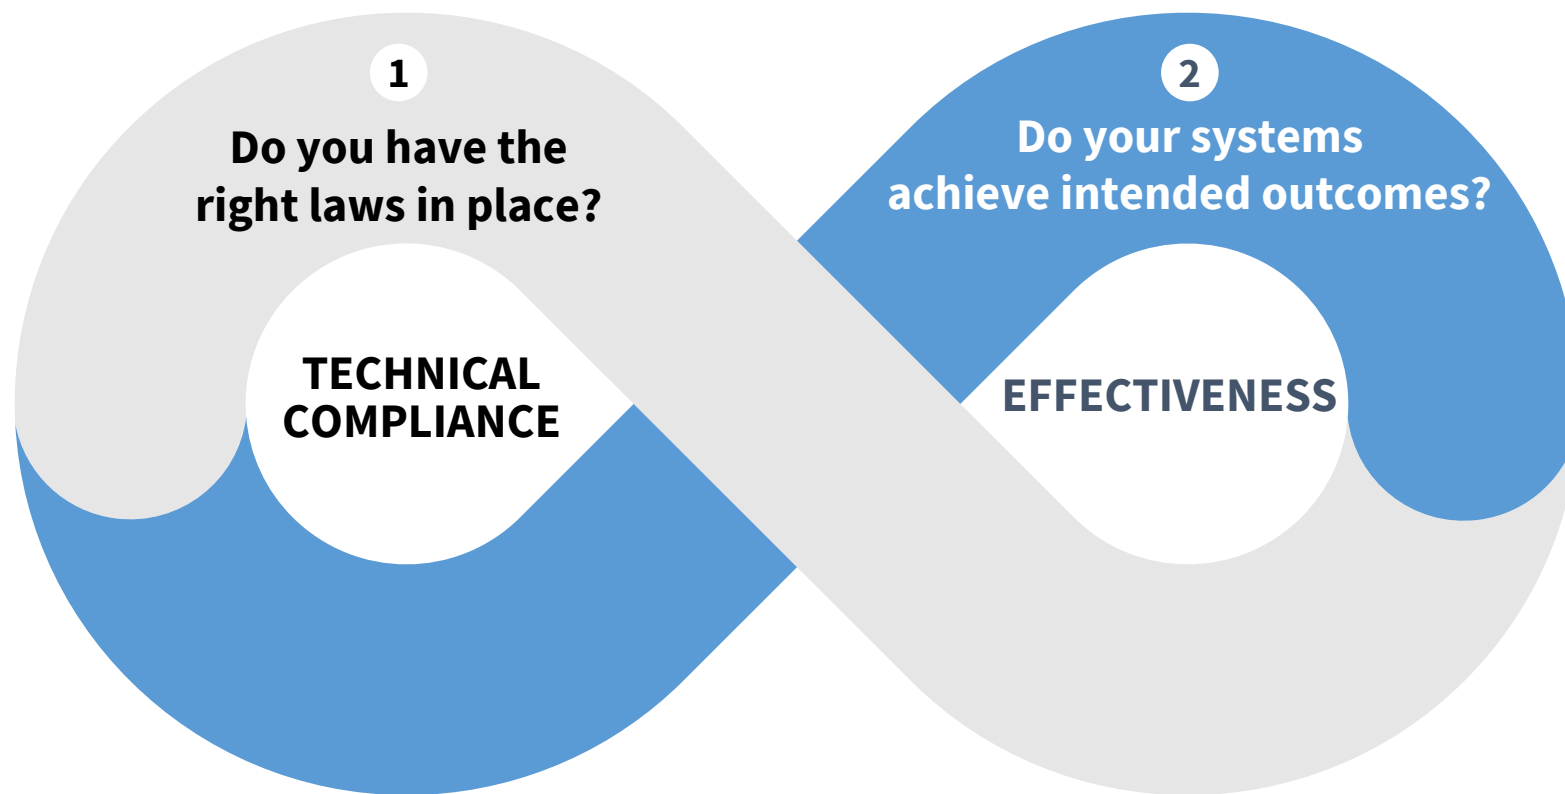 1
Do you have the
right laws in place?
TECHNICAL
COMPLIANCE
2
Do your systems
achieve intended outcomes?
EFFECTIVENESS